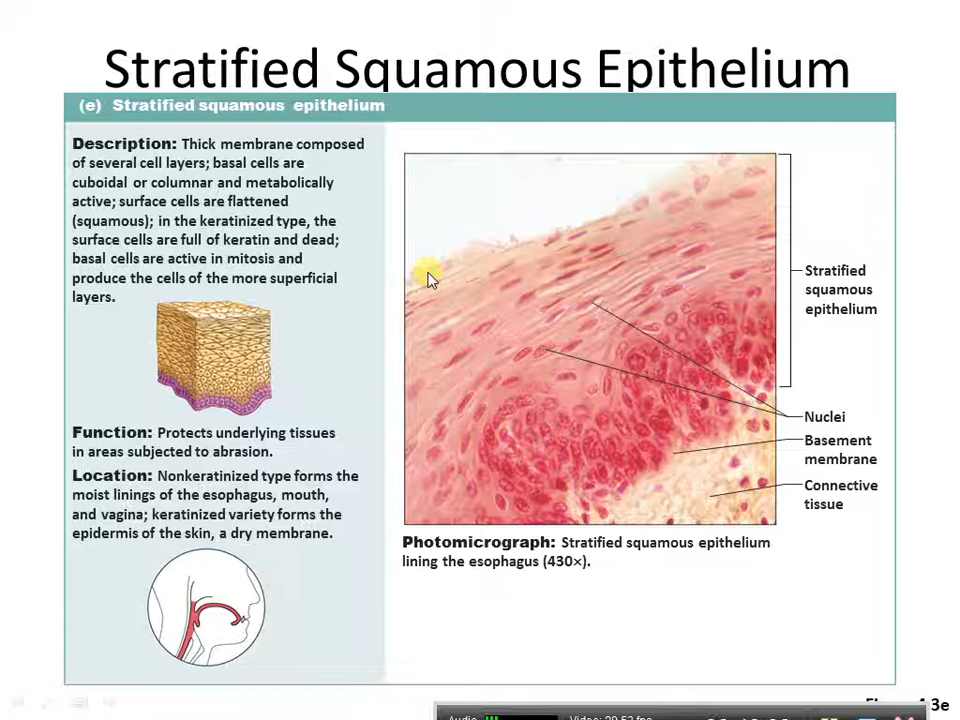 Stratified Squamous Epithelium
(e) Stratified squamous epithelium
Description: Thick membrane composed
of several cell layers; basal cells are
cuboidal or columnar and metabolically
active; surface cells are flattened
(squamous); in the keratinized type, the
surface cells are full of keratin and dead;
basal cells are active in mitosis and
produce the cells of the more superficial
layers.
Function: Protects underlying tissues
in areas subjected to abrasion.
Location: Nonkeratinized type forms the
moist linings of the esophagus, mouth,
and vagina; keratinized variety forms the
epidermis of the skin, a dry membrane.
Stratified
squamous
epithelium
Nuclei
Basement
membrane
Connective
tissue
Photomicrograph: Stratified squamous epithelium
lining the esophagus (430×).
3e
Audio